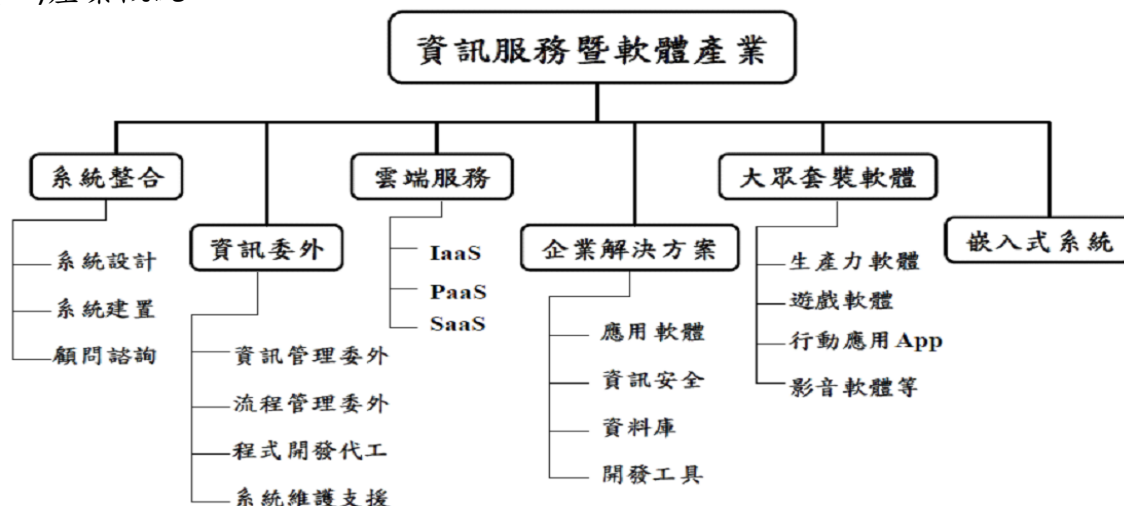 資訊服務暨軟體產業
系統整合
系統設計
系統建置
顧問諮詢
資訊委外
資訊管理委外
流程管理委外
程式開發代工
系統維護支援
雲端服務
IaaS
PaaS
SaaS
企業解決方案
應用軟體
資訊安全
資料庫
開發工具
大眾套裝軟體
生產力軟體
遊戲軟體
行動應用App
影音軟體等
嵌入式系統